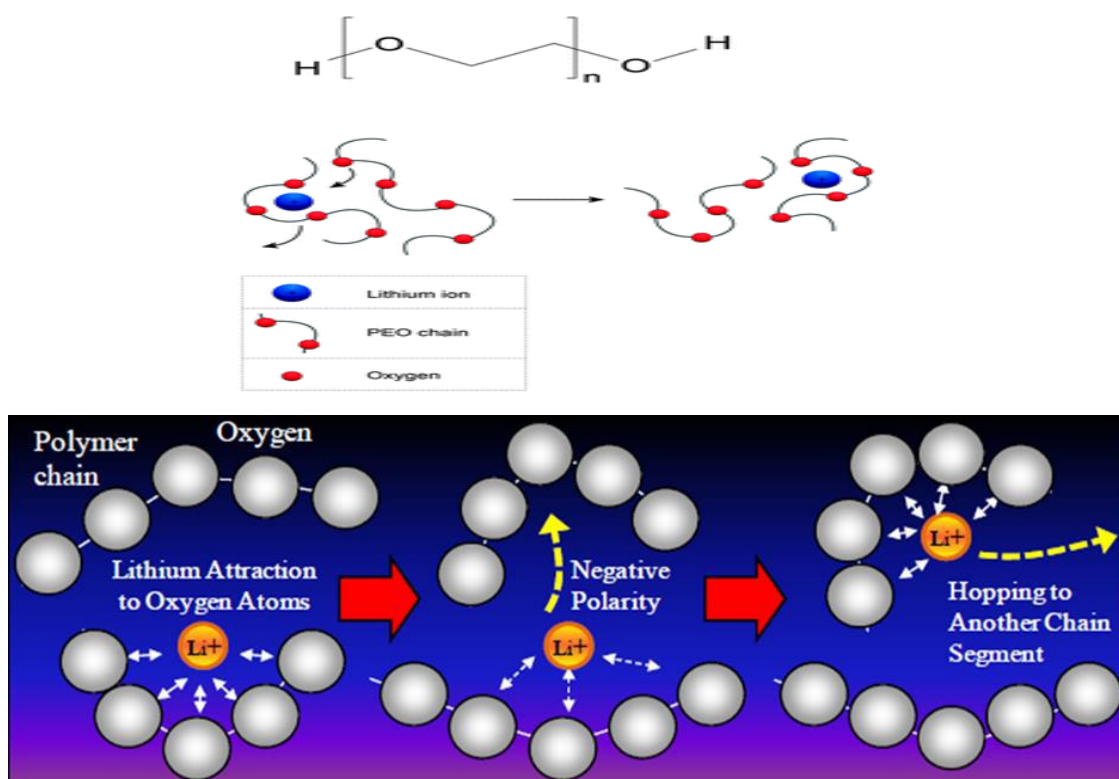 H
O
n
O
H
Lithium ion
PEO chain
Oxygen
Polymer
chain
Oxygen
Lithium Attraction
to Oxygen Atoms
Li+
Negative
Polarity
Li+
Li+
Hopping to
Another Chain
Segment